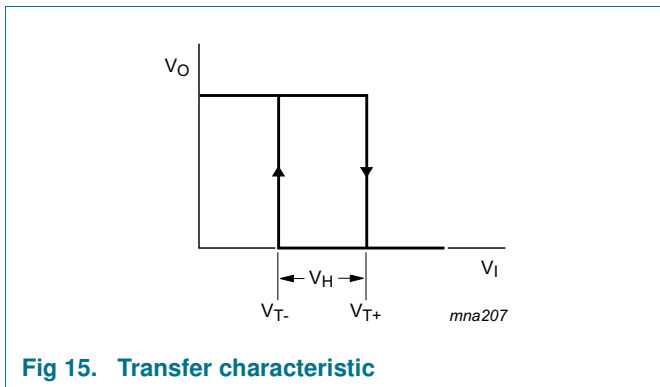 VO
VH
VI
VT-
VT+
mna207
Fig 15. Transfer characteristic